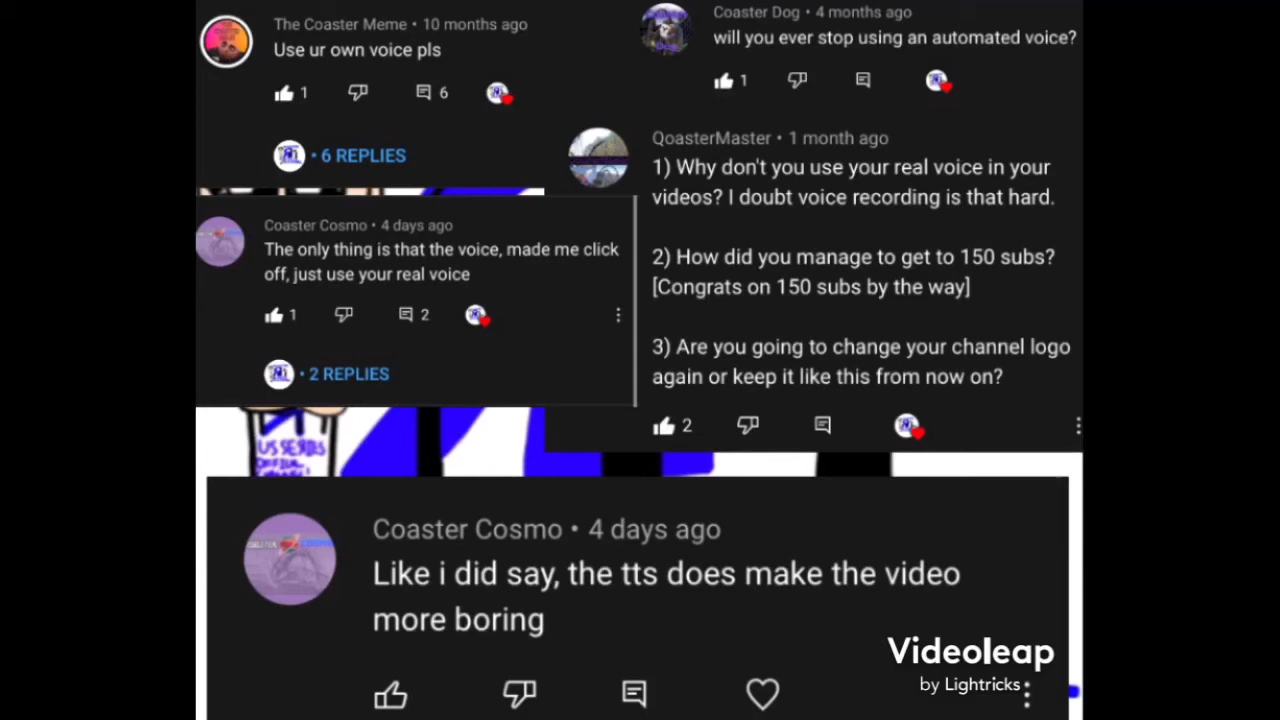 The Coaster Meme • 10 months ago
Use ur own voice pls
1
6
• 6 REPLIES
Coaster Dog • 4 months ago
will you ever stop using an automated voice?
1
QoasterMaster • 1 month ago
1) Why don't you use your real voice in your
videos? I doubt voice recording is that hard.
2) How did you manage to get to 150 subs?
[Congrats on 150 subs by the way]
3) Are you going to change your channel logo
again or keep it like this from now on?
2
Coaster Cosmo • 4 days ago
The only thing is that the voice, made me click
off, just use your real voice
1
2
• 2 REPLIES
Coaster Cosmo • 4 days ago
Like i did say, the tts does make the video
more boring
Videoleap
by Lightricks